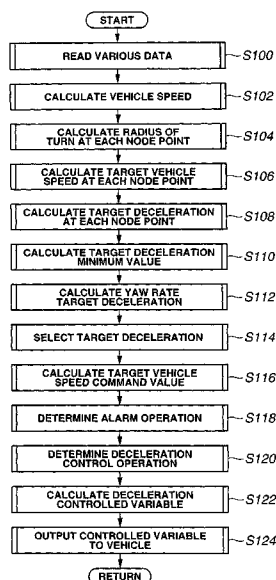 START
READ VARIOUS DATA
S100
CALCULATE VEHICLE SPEED
S102
CALCULATE RADIUS OF
TURN AT EACH NODE POINT
S104
CALCULATE TARGET VEHICLE
SPEED AT EACH NODE POINT
S106
CALCULATE TARGET DECELERATION
AT EACH NODE POINT
S108
CALCULATE TARGET DECELERATION
MINIMUM VALUE
S110
CALCULATE YAW RATE
TARGET DECELERATION
S112
SELECT TARGET DECELERATION
S114
CALCULATE TARGET VEHICLE
SPEED COMMAND VALUE
S116
DETERMINE ALARM OPERATION
S118
DETERMINE DECELERATION
CONTROL OPERATION
S120
CALCULATE DECELERATION
CONTROLLED VARIABLE
S122
OUTPUT CONTROLLED VARIABLE
TO VEHICLE
S124
RETURN